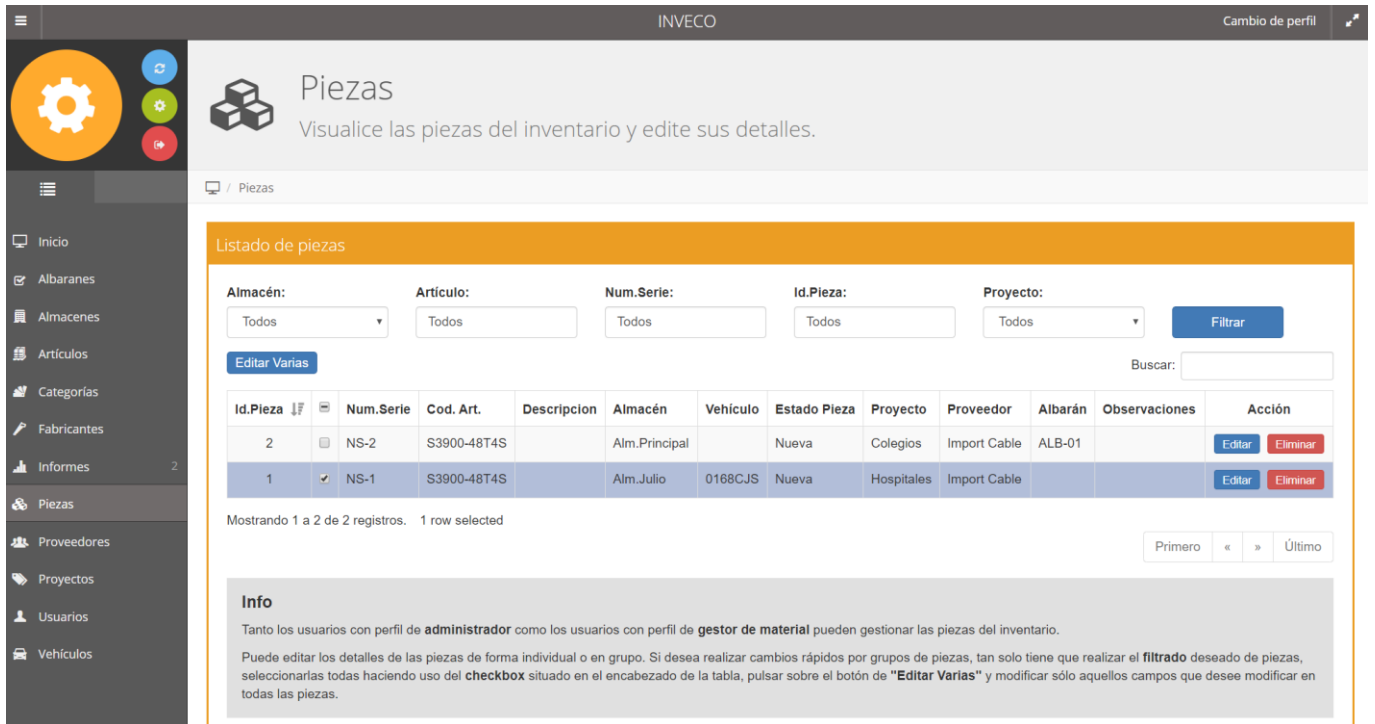 INVECO
Cambio de perfil
Piezas
Visualice las piezas del inventario y edite sus detalles.
/ Piezas
Inicio
Albaranes
Almacenes
Artículos
Categorías
Fabricantes
Informes 2
Piezas
Proveedores
Proyectos
Usuarios
Vehículos
Listado de piezas
Almacén: Artículo: Num.Serie: Id.Pieza: Proyecto:
Todos Todos Todos Todos Todos Filtrar
Editar Varias Buscar:
Id.Pieza Num.Serie Cod. Art. Descripcion Almacén Vehículo Estado Pieza Proyecto Proveedor Albarán Observaciones Acción
2 NS-2 S3900-48T4S Alm.Principal Nueva Colegios Import Cable ALB-01 Editar Eliminar
1 NS-1 S3900-48T4S Alm.Julio 0168CJS Nueva Hospitales Import Cable Editar Eliminar
Mostrando 1 a 2 de 2 registros. 1 row selected
Primero « » Último
Info
Tanto los usuarios con perfil de administrador como los usuarios con perfil de gestor de material pueden gestionar las piezas del inventario.
Puede editar los detalles de las piezas de forma individual o en grupo. Si desea realizar cambios rápidos por grupos de piezas, tan solo tiene que realizar el filtrado deseado de piezas,
seleccionarlas todas haciendo uso del checkbox situado en el encabezado de la tabla, pulsar sobre el botón de "Editar Varias" y modificar sólo aquellos campos que desee modificar en
todas las piezas.